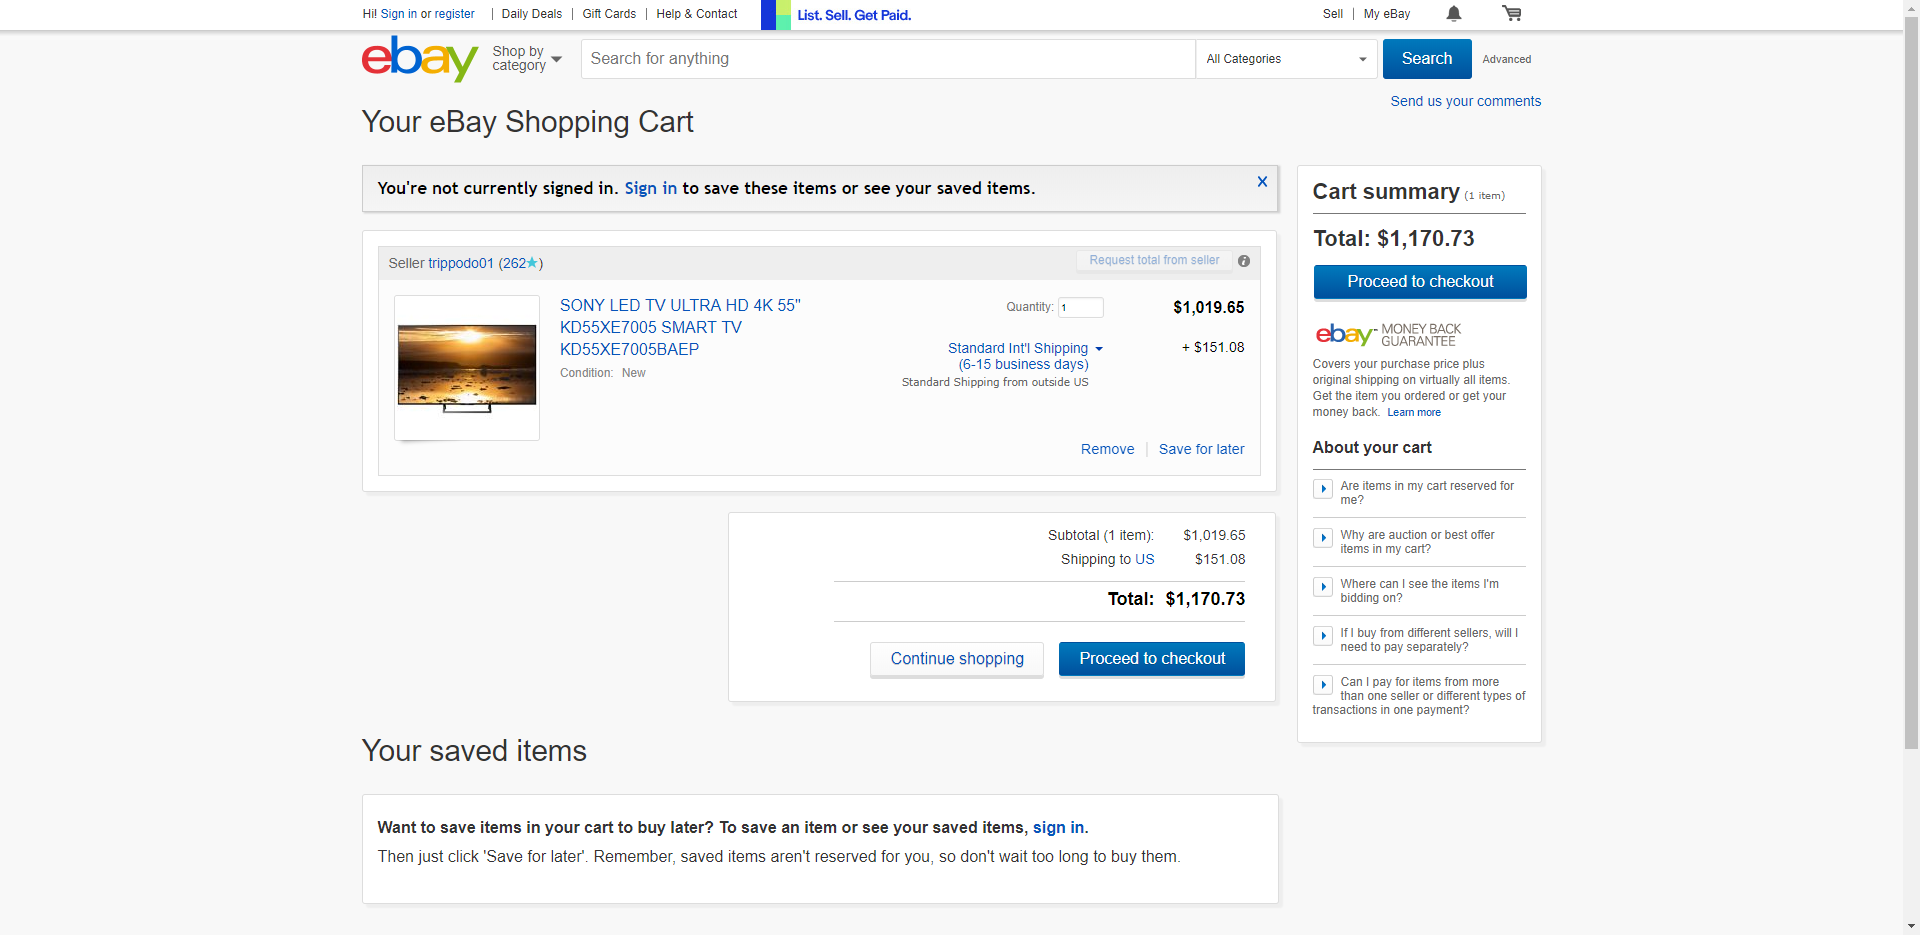 Hi! Sign in or register | Daily Deals | Gift Cards | Help & Contact
List. Sell. Get Paid.
Sell | My eBay
ebay
Shop by
category
Search for anything
All Categories
Search
Advanced
Send us your comments
Your eBay Shopping Cart
You're not currently signed in. Sign in to save these items or see your saved items.
Seller trippodo01 (262★)
Request total from seller
SONY LED TV ULTRA HD 4K 55"
KD55XE7005 SMART TV
KD55XE7005BAEP
Condition: New
Quantity: 1
$1,019.65
Standard Int'l Shipping
(6-15 business days)
Standard Shipping from outside US
+ $151.08
Remove | Save for later
Subtotal (1 item): $1,019.65
Shipping to US $151.08
Total: $1,170.73
Continue shopping
Proceed to checkout
Cart summary (1 item)
Total: $1,170.73
Proceed to checkout
ebay MONEY BACK
GUARANTEE
Covers your purchase price plus
original shipping on virtually all items.
Get the item you ordered or get your
money back. Learn more
About your cart
Are items in my cart reserved for
me?
Why are auction or best offer
items in my cart?
Where can I see the items I'm
bidding on?
If I buy from different sellers, will I
need to pay separately?
Can I pay for items from more
than one seller or different types of
transactions in one payment?
Your saved items
Want to save items in your cart to buy later? To save an item or see your saved items, sign in.
Then just click 'Save for later'. Remember, saved items aren't reserved for you, so don't wait too long to buy them.